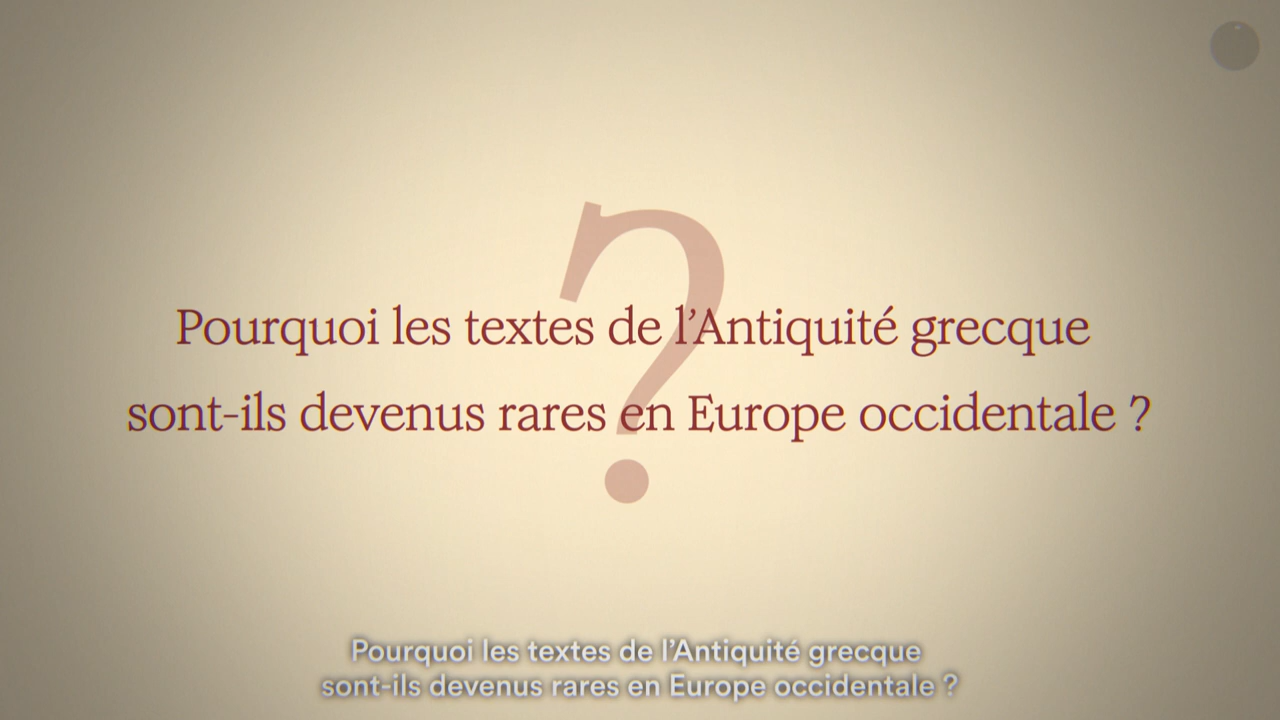 Pourquoi les textes de l’Antiquité grecque
sont-ils devenus rares en Europe occidentale ?
?
Pourquoi les textes de l’Antiquité grecque
sont-ils devenus rares en Europe occidentale ?